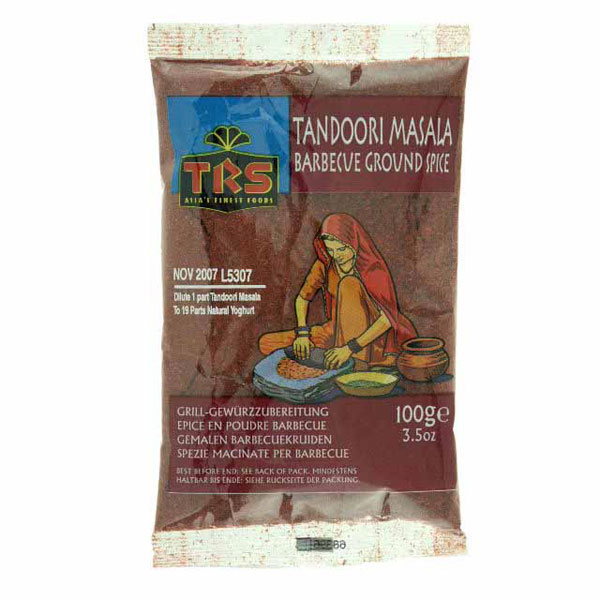 TANDOORI MASALA
BARBECUE GROUND SPICE
TRS
ASIA'S FINEST FOODS
NOV 2007 L5307
Dilute 1 part Tandoori Masala
To 19 Parts Natural Yoghurt
GRILL-GEWÜRZZUBEREITUNG
EPICE EN POUDRE BARBECUE
GEMALEN BARBECUEKRUIDEN
SPEZIE MACINATE PER BARBECUE
100g℮
3.5oz
BEST BEFORE END: SEE BACK OF PACK. MINDESTENS
HALTBAR BIS ENDE: SIEHE RÜCKSEITE DER PACKUNG.